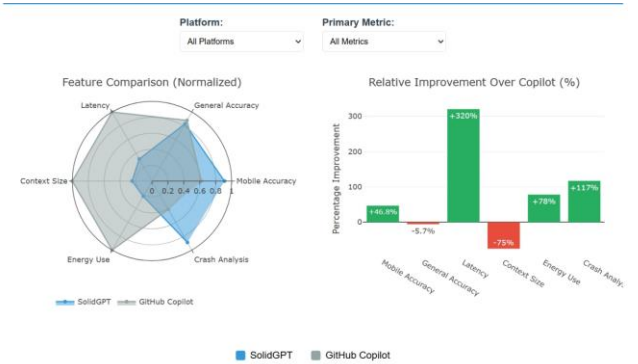 Platform: Primary Metric:
All Platforms All Metrics
Feature Comparison (Normalized) Relative Improvement Over Copilot (%)
Latency General Accuracy
Context Size 0 0.2 0.4 0.6 0.8 1 Mobile Accuracy
Energy Use Crash Analysis
SolidGPT GitHub Copilot
Percentage Improvement
300
200
100
0
+46.8% -5.7% +320% -75% +78% +117%
Mobile Accuracy General Accuracy Latency Context Size Energy Use Crash Analy.
SolidGPT GitHub Copilot